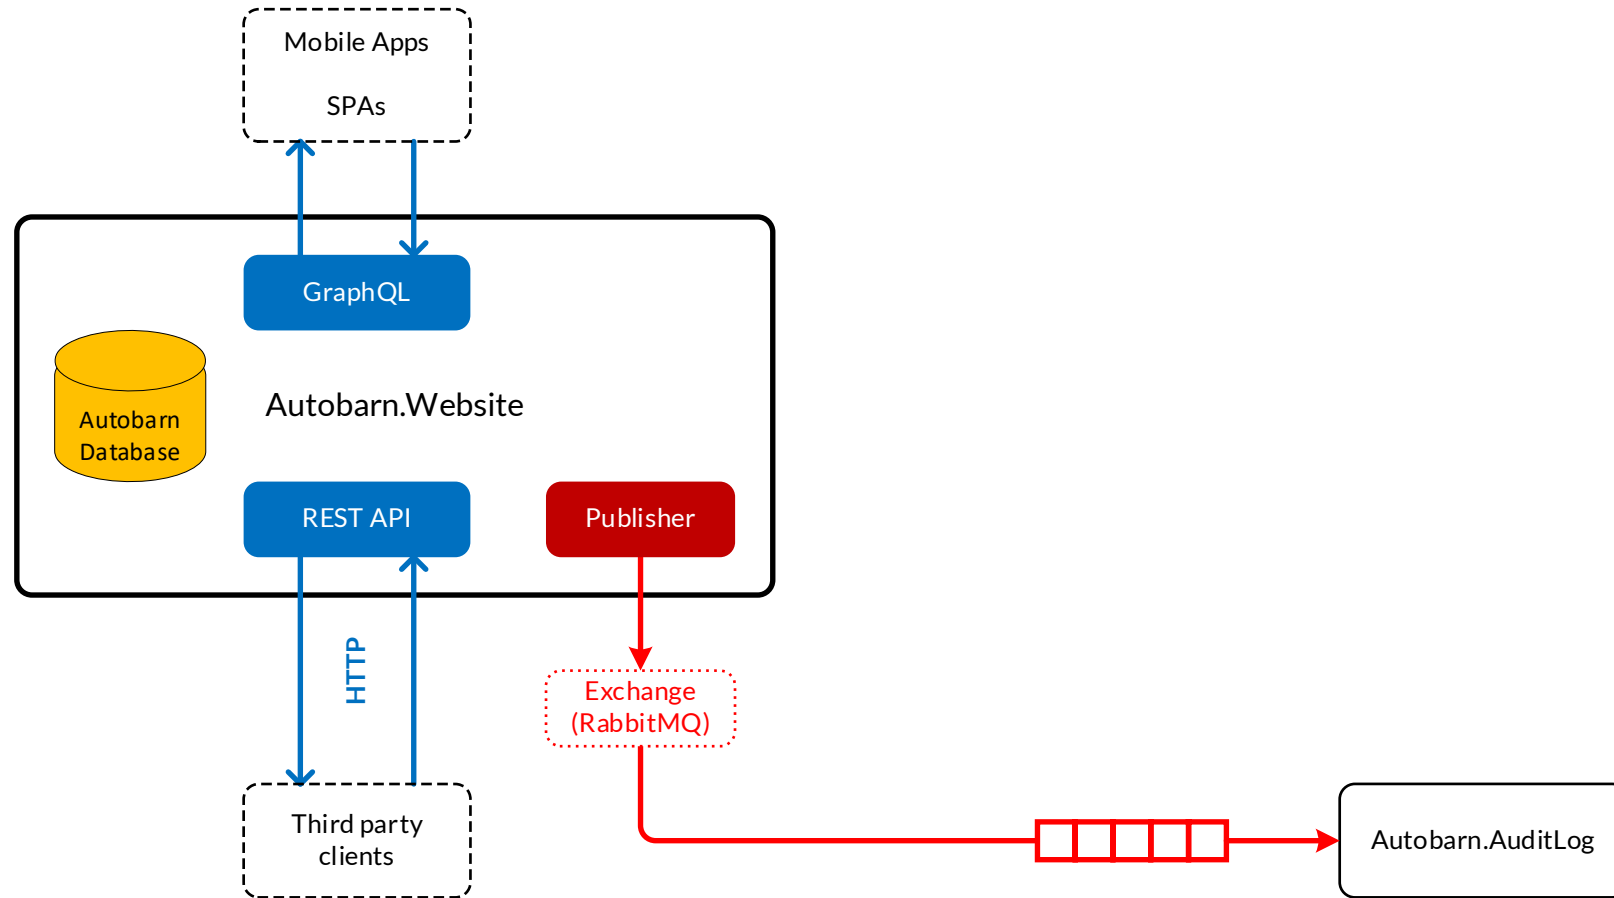 Mobile Apps
SPAs
GraphQL
Autobarn
Database
Autobarn.Website
REST API
Publisher
HTTP
Exchange
(RabbitMQ)
Third party
clients
Autobarn.AuditLog